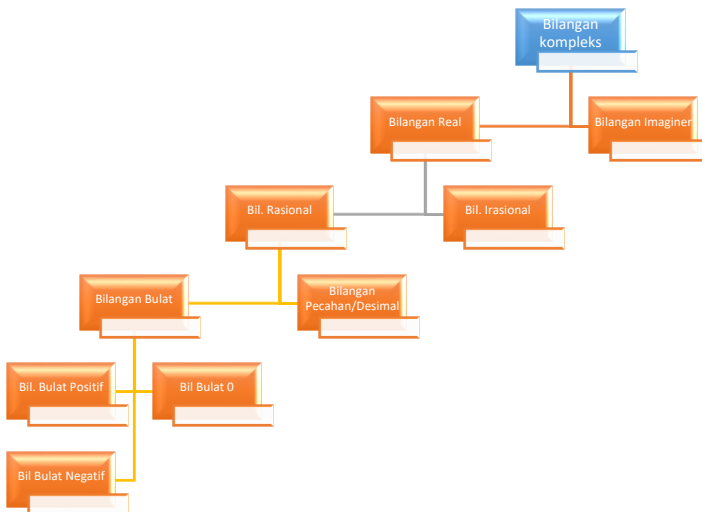 Bilangan
kompleks
Bilangan Real
Bilangan Imaginer
Bil. Rasional
Bil. Irasional
Bilangan Bulat
Bilangan
Pecahan/Desimal
Bil. Bulat Positif
Bil Bulat 0
Bil Bulat Negatif